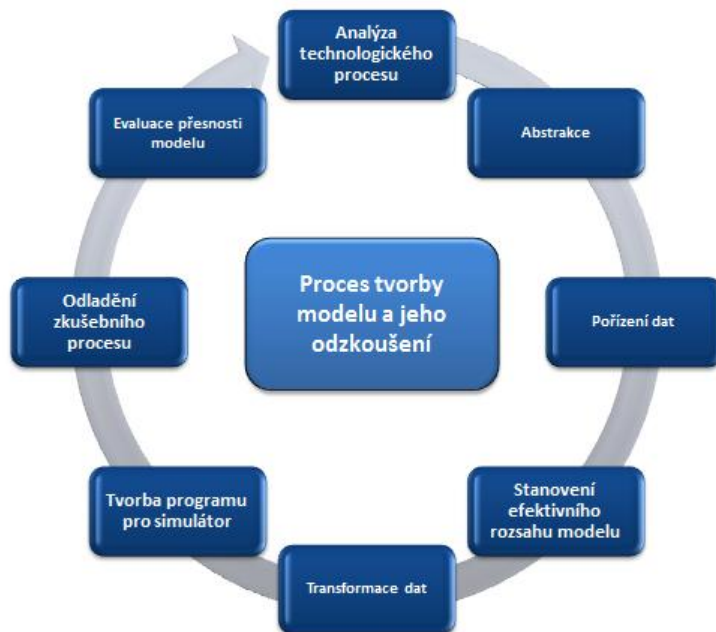 Analýza
technologického
procesu
Abstrakce
Pořízení dat
Stanovení
efektivního
rozsahu modelu
Transformace dat
Tvorba programu
pro simulátor
Odladění
zkušebního
procesu
Evaluace přesnosti
modelu
Proces tvorby
modelu a jeho
odzkoušení